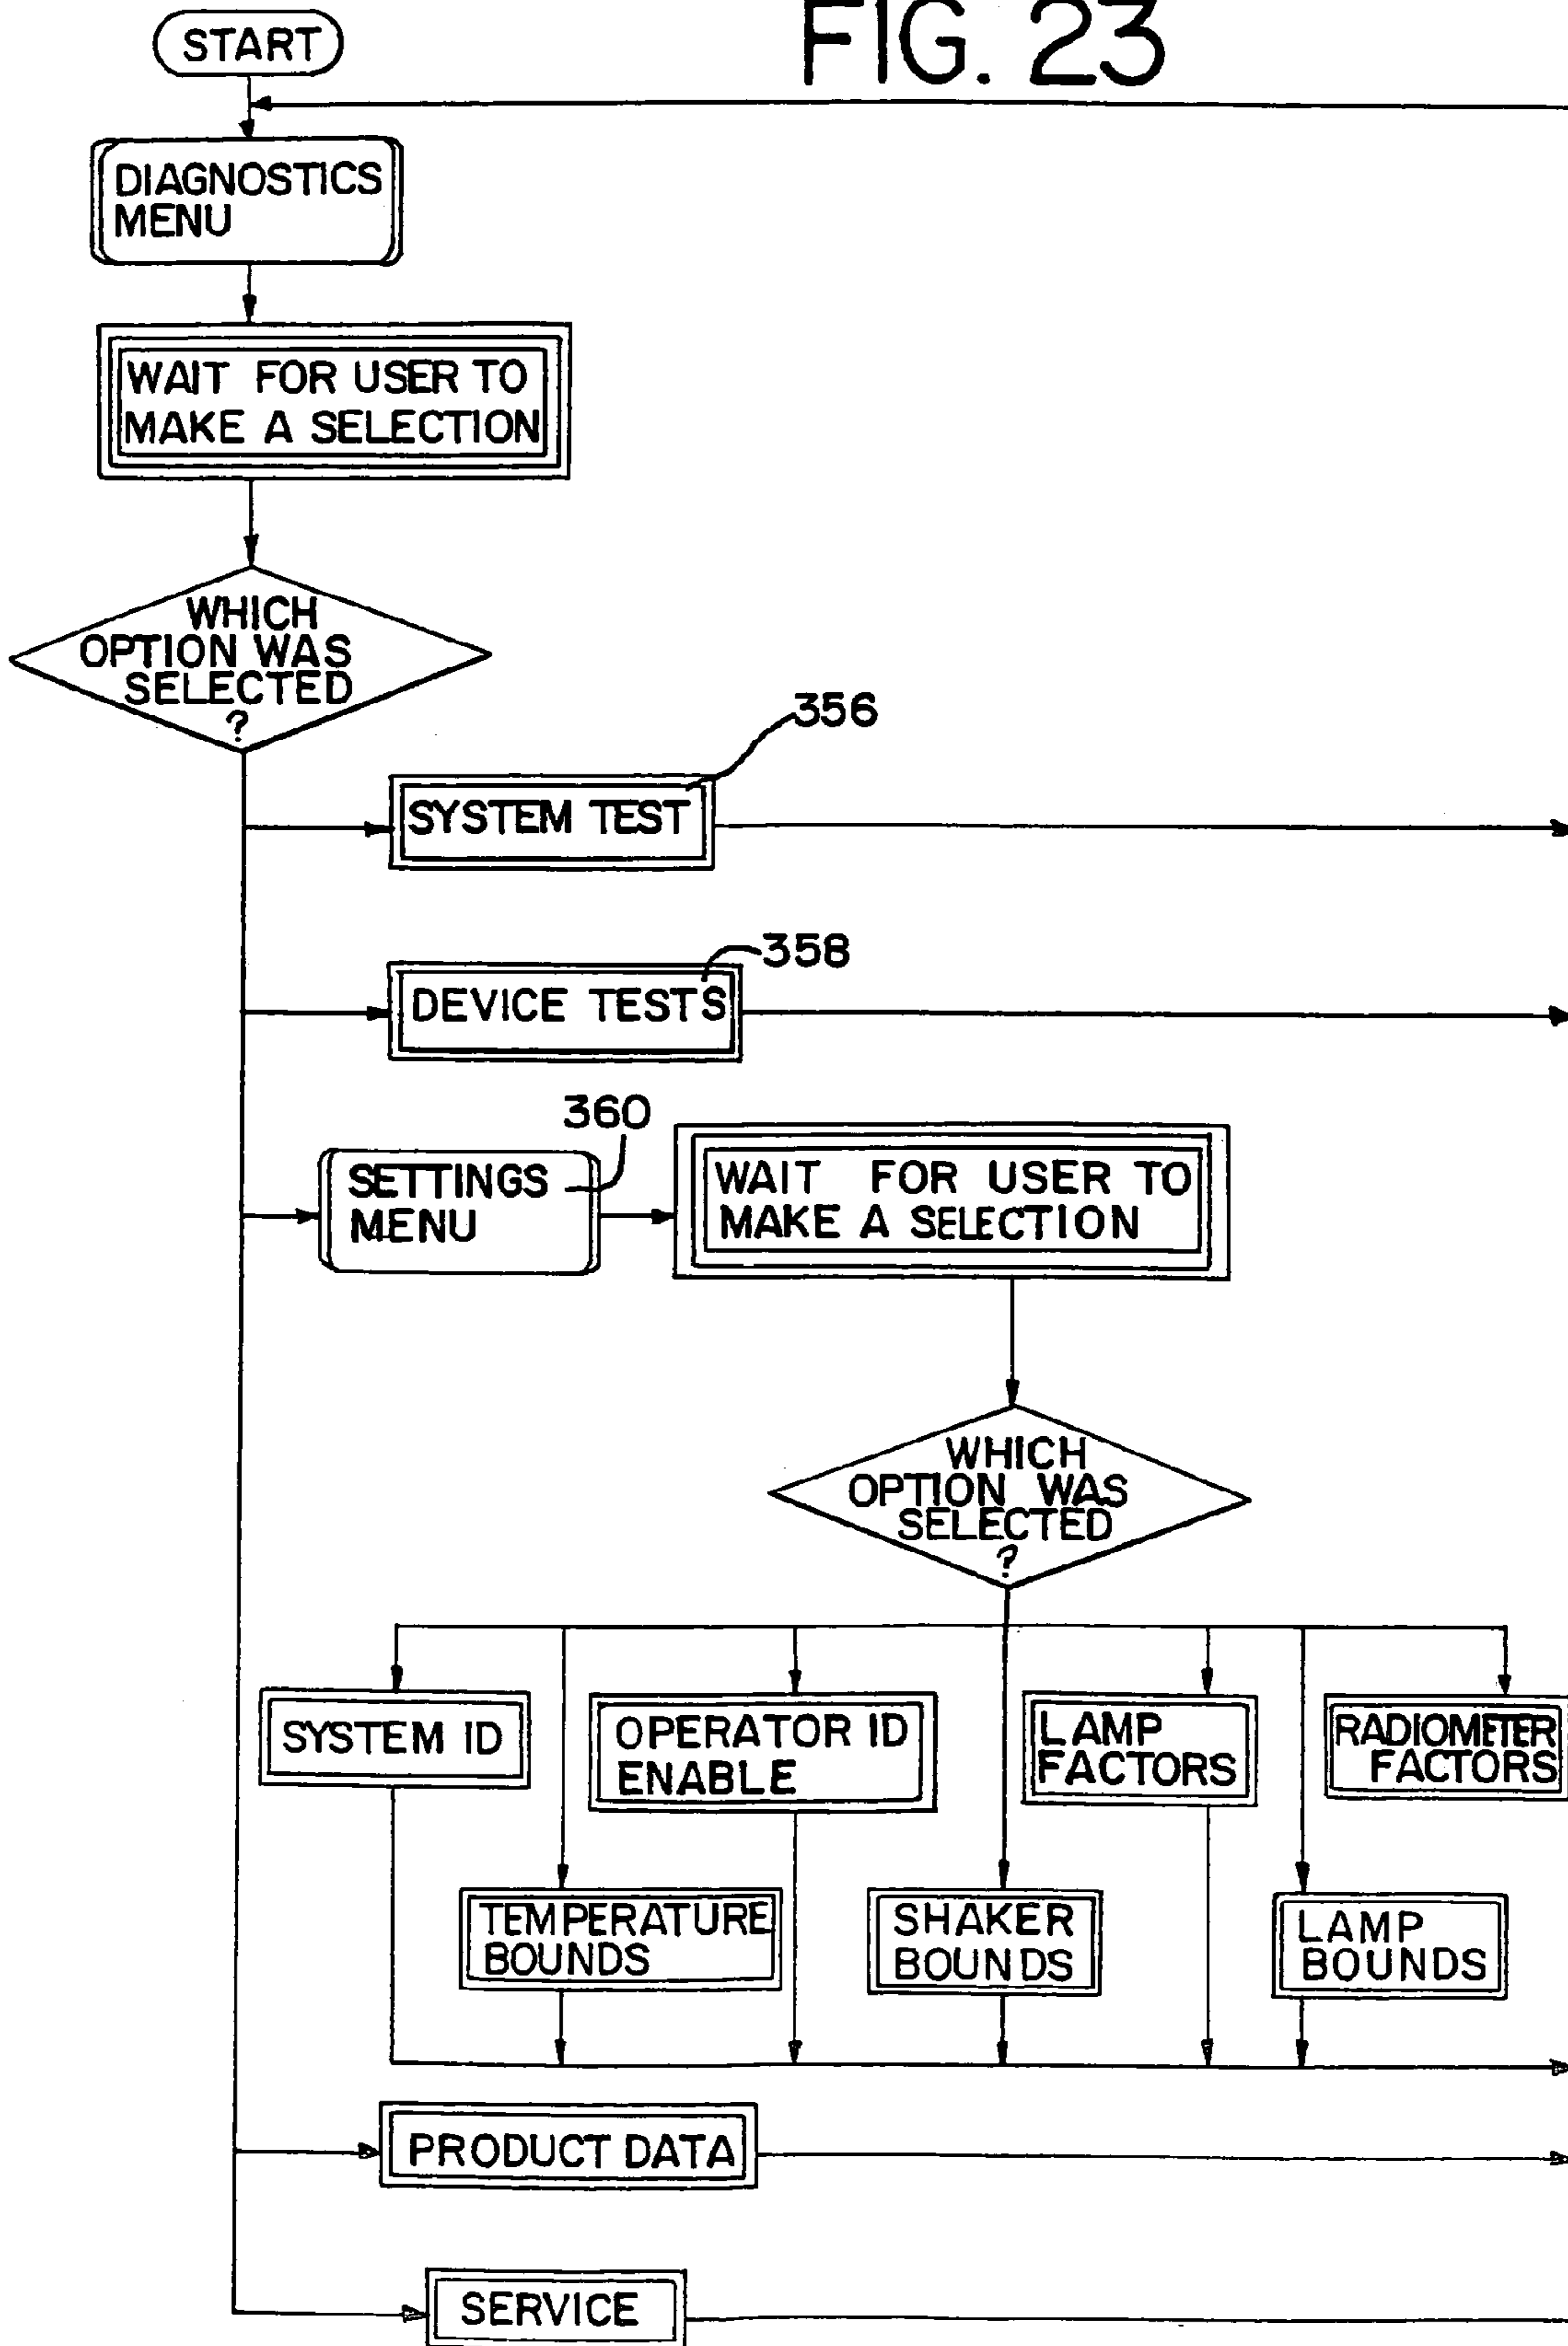 FIG. 23
START
DIAGNOSTICS
MENU
WAIT FOR USER TO
MAKE A SELECTION
WHICH
OPTION WAS
SELECTED
?
356
SYSTEM TEST
358
DEVICE TESTS
360
SETTINGS
MENU
WAIT FOR USER TO
MAKE A SELECTION
WHICH
OPTION WAS
SELECTED
?
SYSTEM ID
OPERATOR ID
ENABLE
LAMP
FACTORS
RADIOMETER
FACTORS
TEMPERATURE
BOUNDS
SHAKER
BOUNDS
LAMP
BOUNDS
PRODUCT DATA
SERVICE